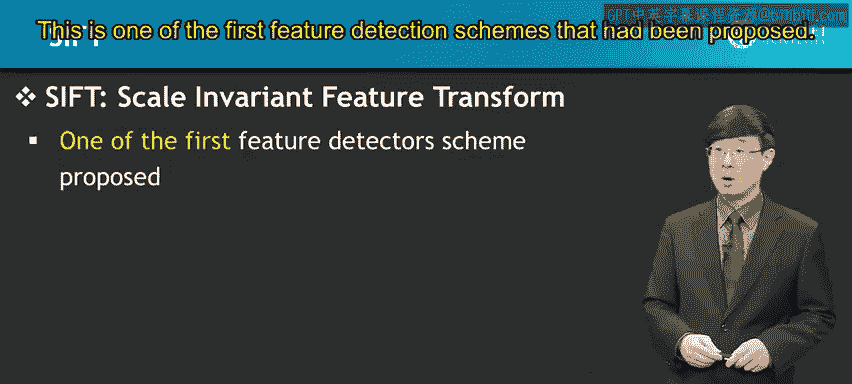 This is one of the first feature detection schemes that had been proposed.
SIFT
❖ SIFT: Scale Invariant Feature Transform
▪ One of the first feature detectors scheme
proposed